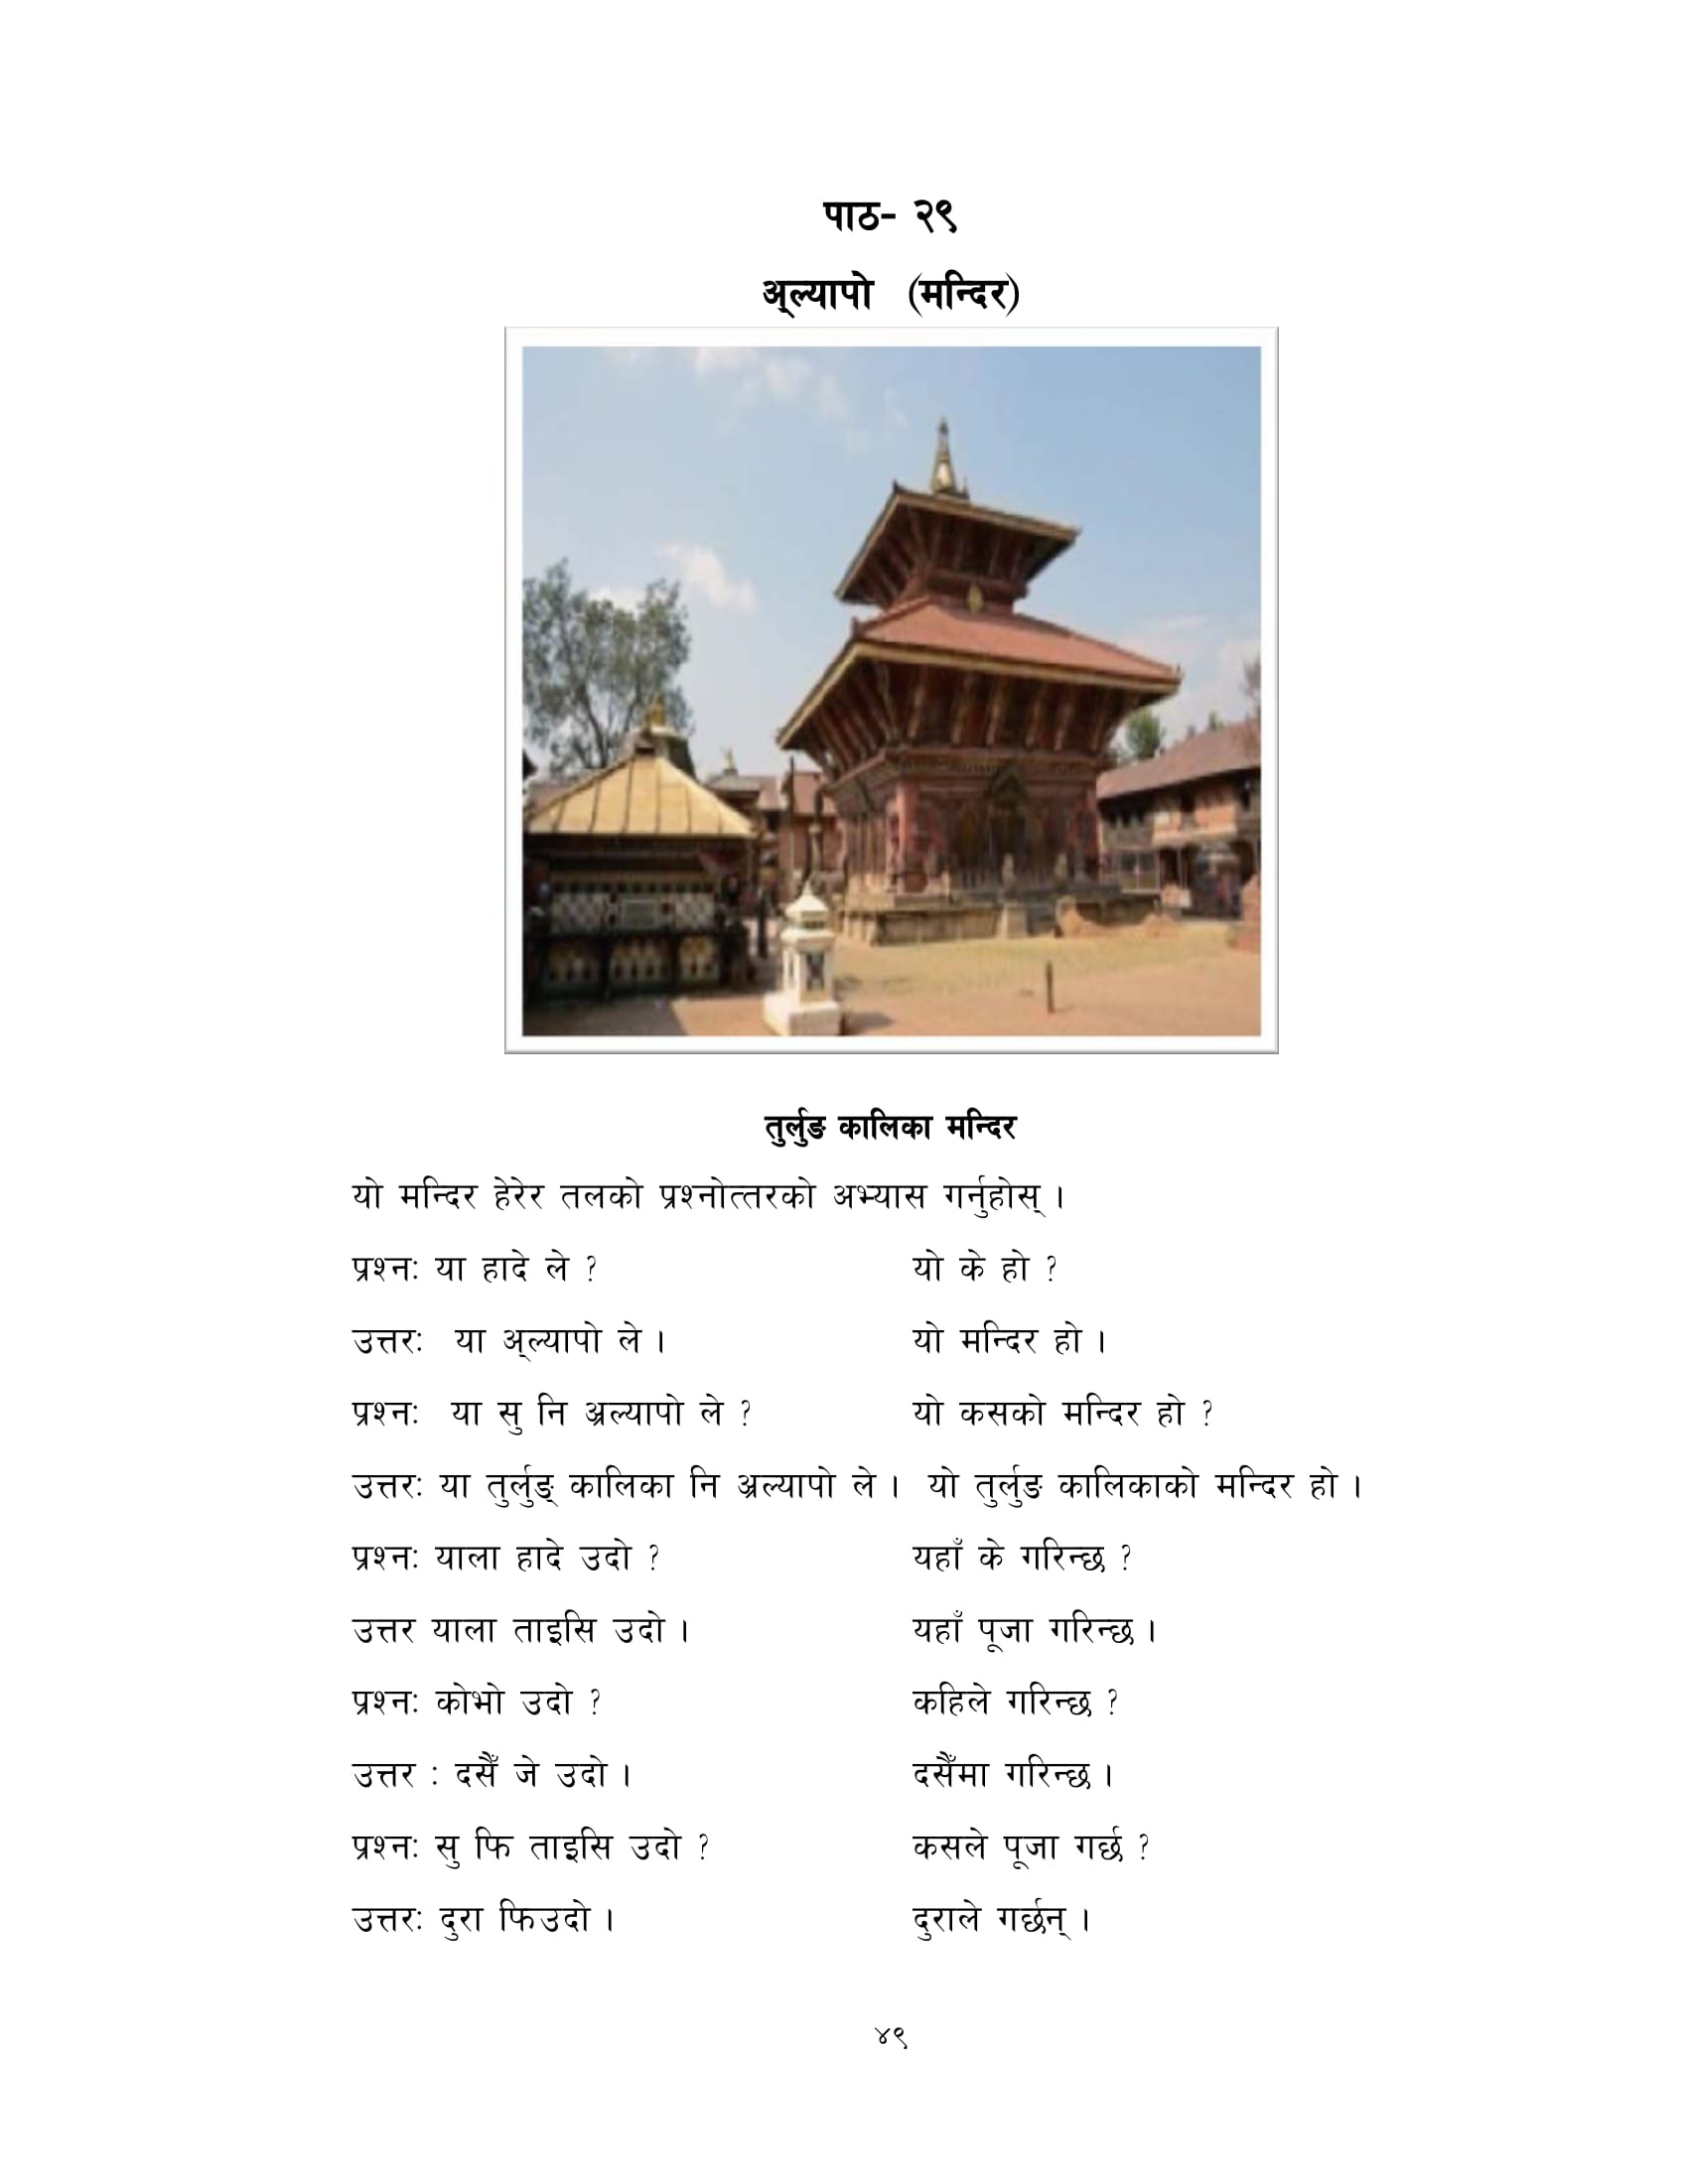 पाठ- २९
अ्ल्यापो (मन्दिर)
तुर्लुङ कालिका मन्दिर
यो मन्दिर हेरेर तलको प्रश्नोत्तरको अभ्यास गर्नुहोस् ।
प्रश्नः या हादे ले ? यो के हो ?
उत्तरः या अ्ल्यापो ले । यो मन्दिर हो ।
प्रश्नः या सु नि अ्रल्यापो ले ? यो कसको मन्दिर हो ?
उत्तरः या तुर्लुङ् कालिका नि अ्रल्यापो ले । यो तुर्लुङ कालिकाको मन्दिर हो ।
प्रश्नः याला हादे उदो ? यहाँ के गरिन्छ ?
उत्तर याला ताइसि उदो । यहाँ पूजा गरिन्छ ।
प्रश्नः कोभो उदो ? कहिले गरिन्छ ?
उत्तर : दसैँ जे उदो । दसैँमा गरिन्छ ।
प्रश्नः सु फि ताइसि उदो ? कसले पूजा गर्छ ?
उत्तरः दुरा फिउदो । दुराले गर्छन् ।
४९